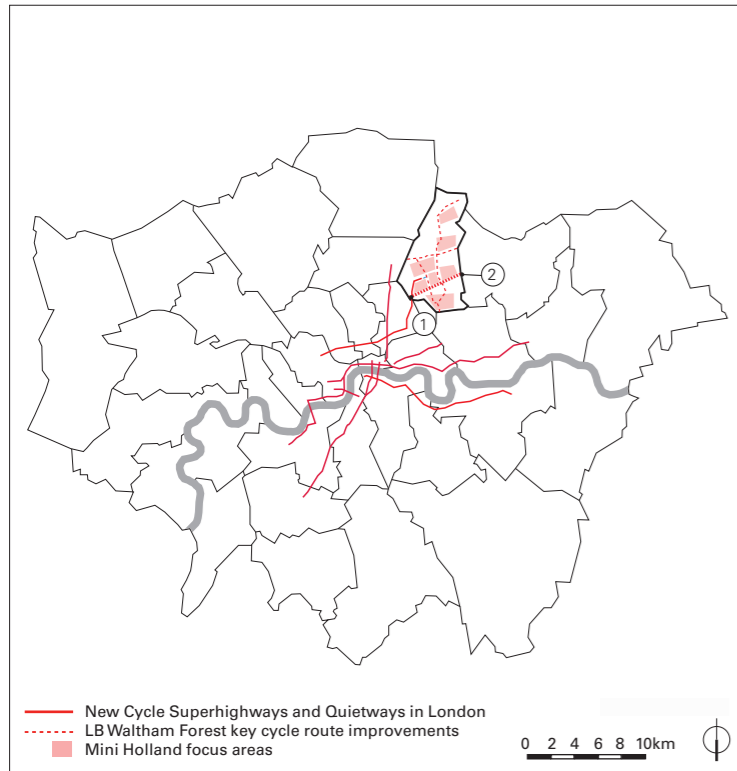 2
1
New Cycle Superhighways and Quietways in London
LB Waltham Forest key cycle route improvements
Mini Holland focus areas
0 2 4 6 8 10km